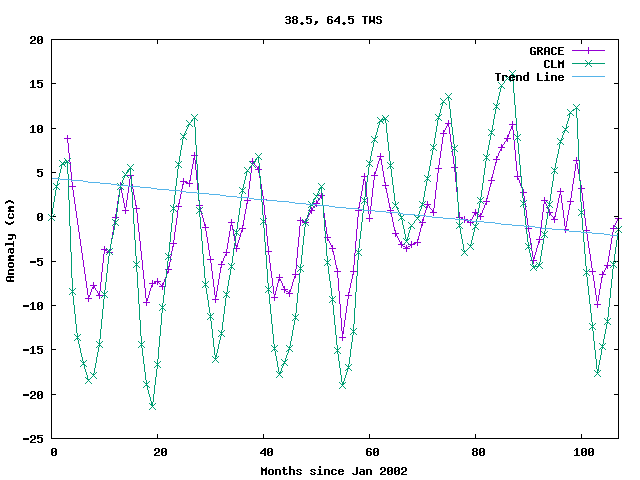 38.5, 64.5 TWS
GRACE
CLM
Trend Line
20
15
10
5
0
-5
-10
-15
-20
-25
Anomaly (cm)
0 20 40 60 80 100
Months since Jan 2002